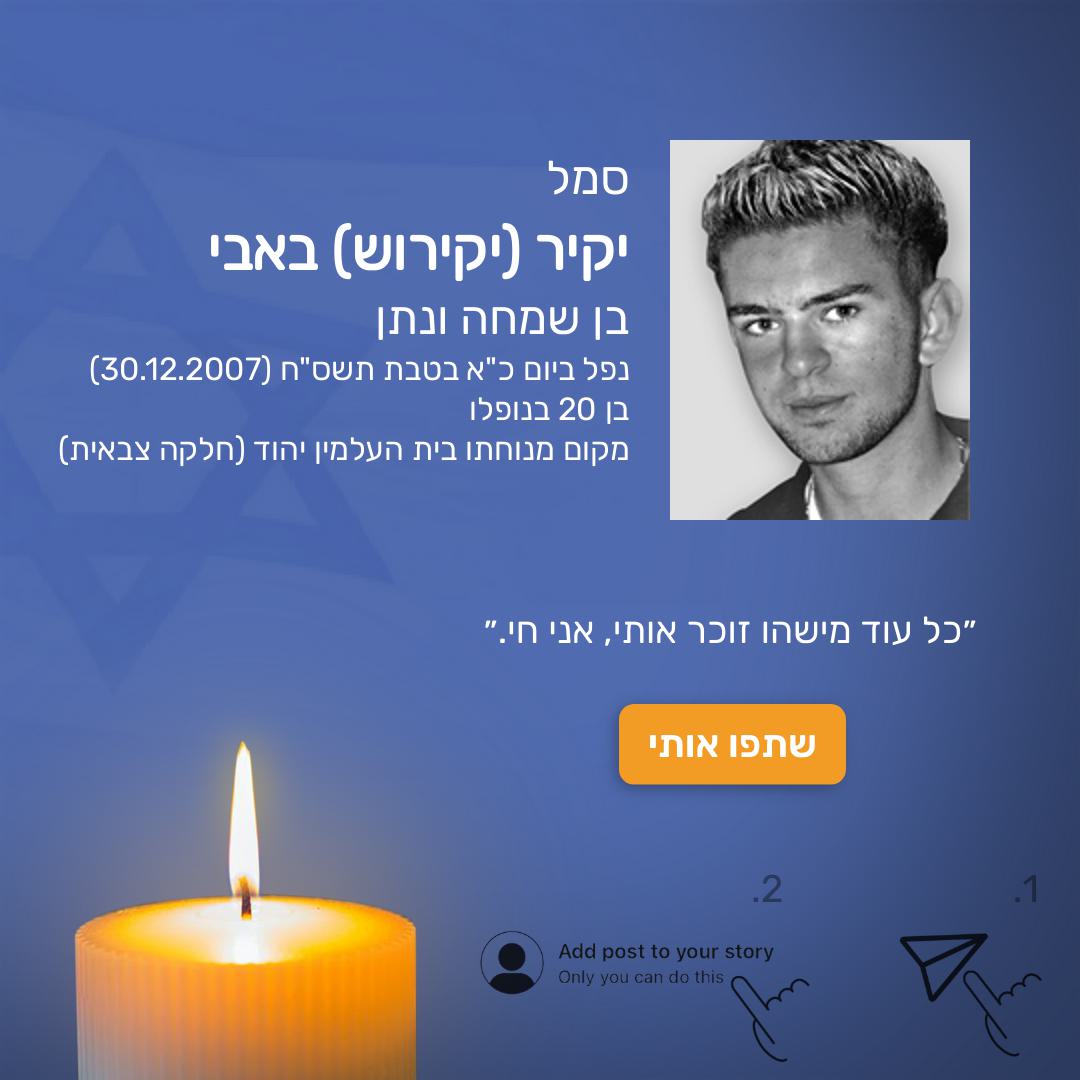 סמל
יקיר (יקירוש) באבי
בן שמחה ונתן
נפל ביום כ"א בטבת תשס"ח (30.12.2007)
בן 20 בנופלו
מקום מנוחתו בית העלמין יהוד (חלקה צבאית)
״כל עוד מישהו זוכר אותי, אני חי.״
שתפו אותי
.1
.2
Add post to your story
Only you can do this